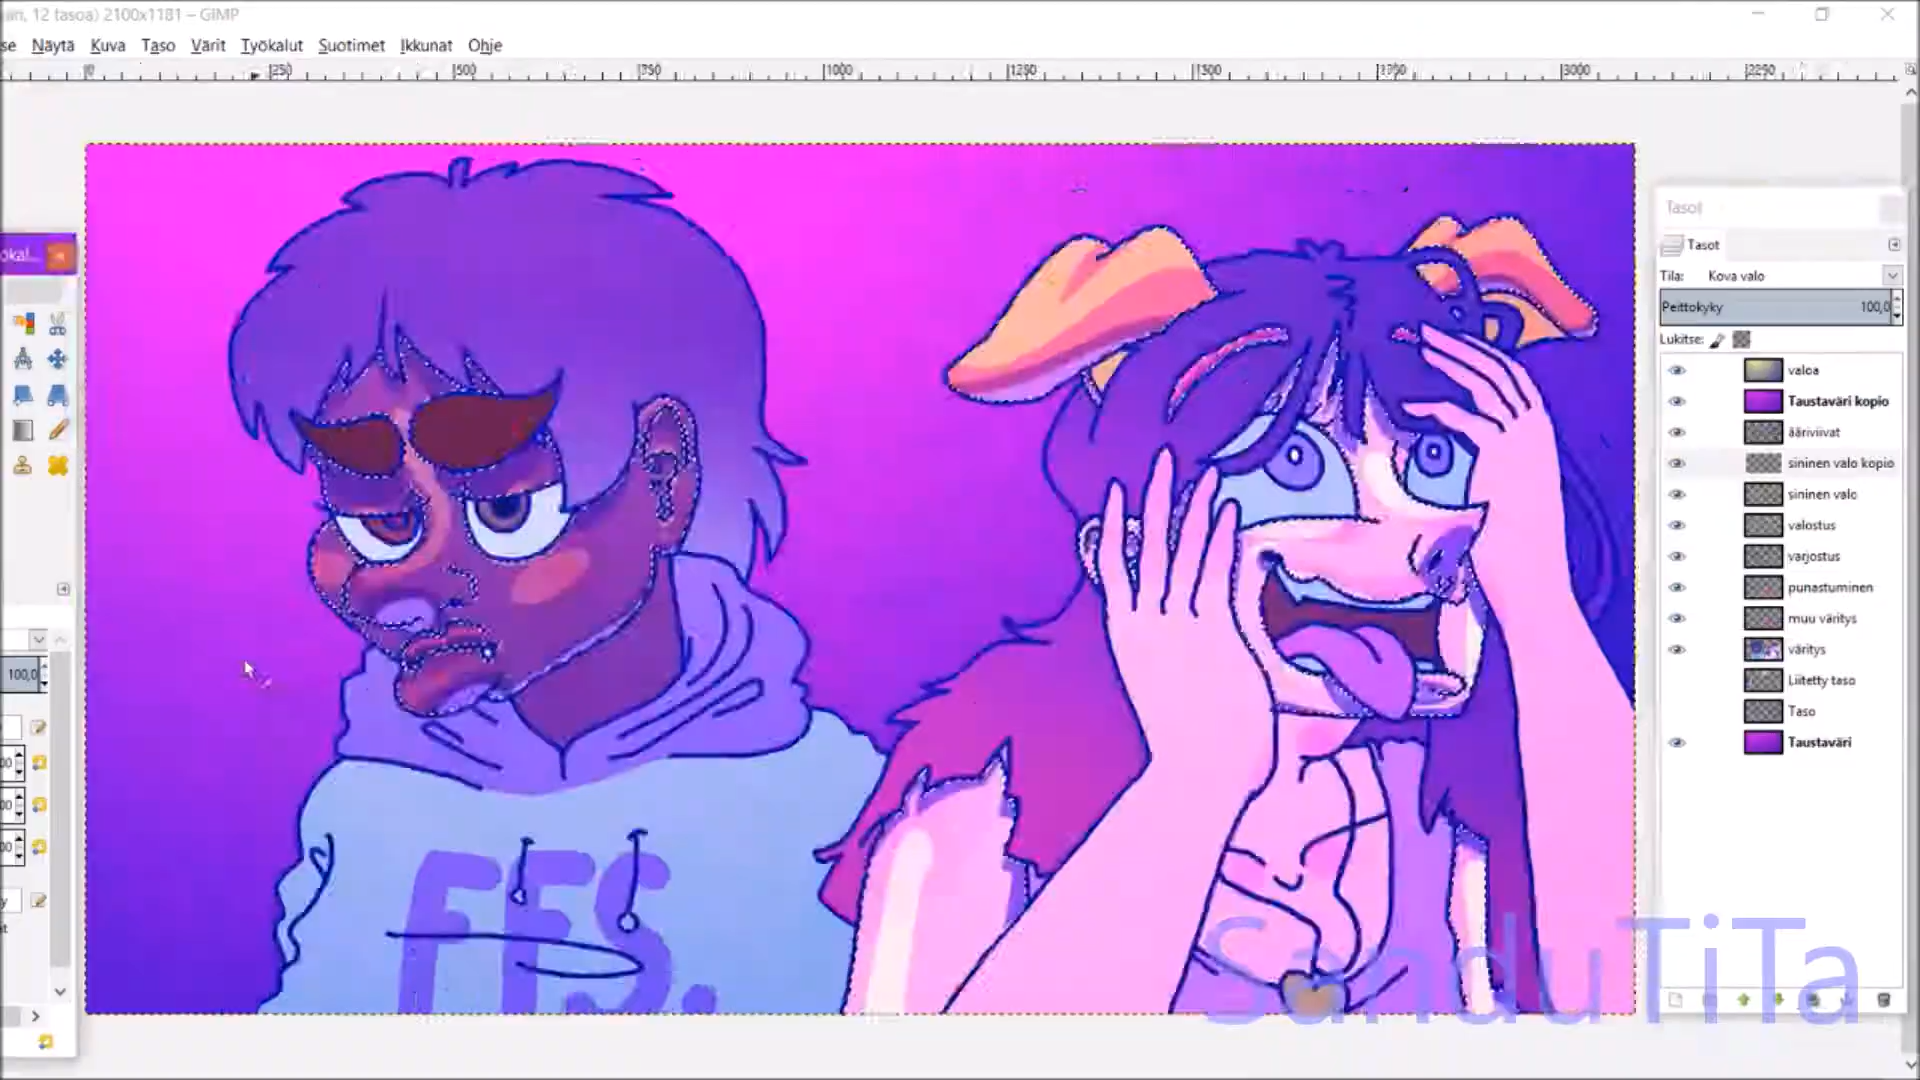 12 tasoa) 2100x1181 – GIMP
se Näytä Kuva Taso Värit Työkalut Suotimet Ikkunat Ohje
0 250 500 750 1000 1250 1500 1750 2000 2250
Tasot
Tasot
Tila: Kova valo
Peittokyky 100,0
Lukitse:
valoa
Taustaväri kopio
ääriviivat
sininen valo kopio
sininen valo
valostus
varjostus
punastuminen
muu väritys
väritys
Liitetty taso
Taso
Taustaväri
100,0
FFS.
SanduTiTa